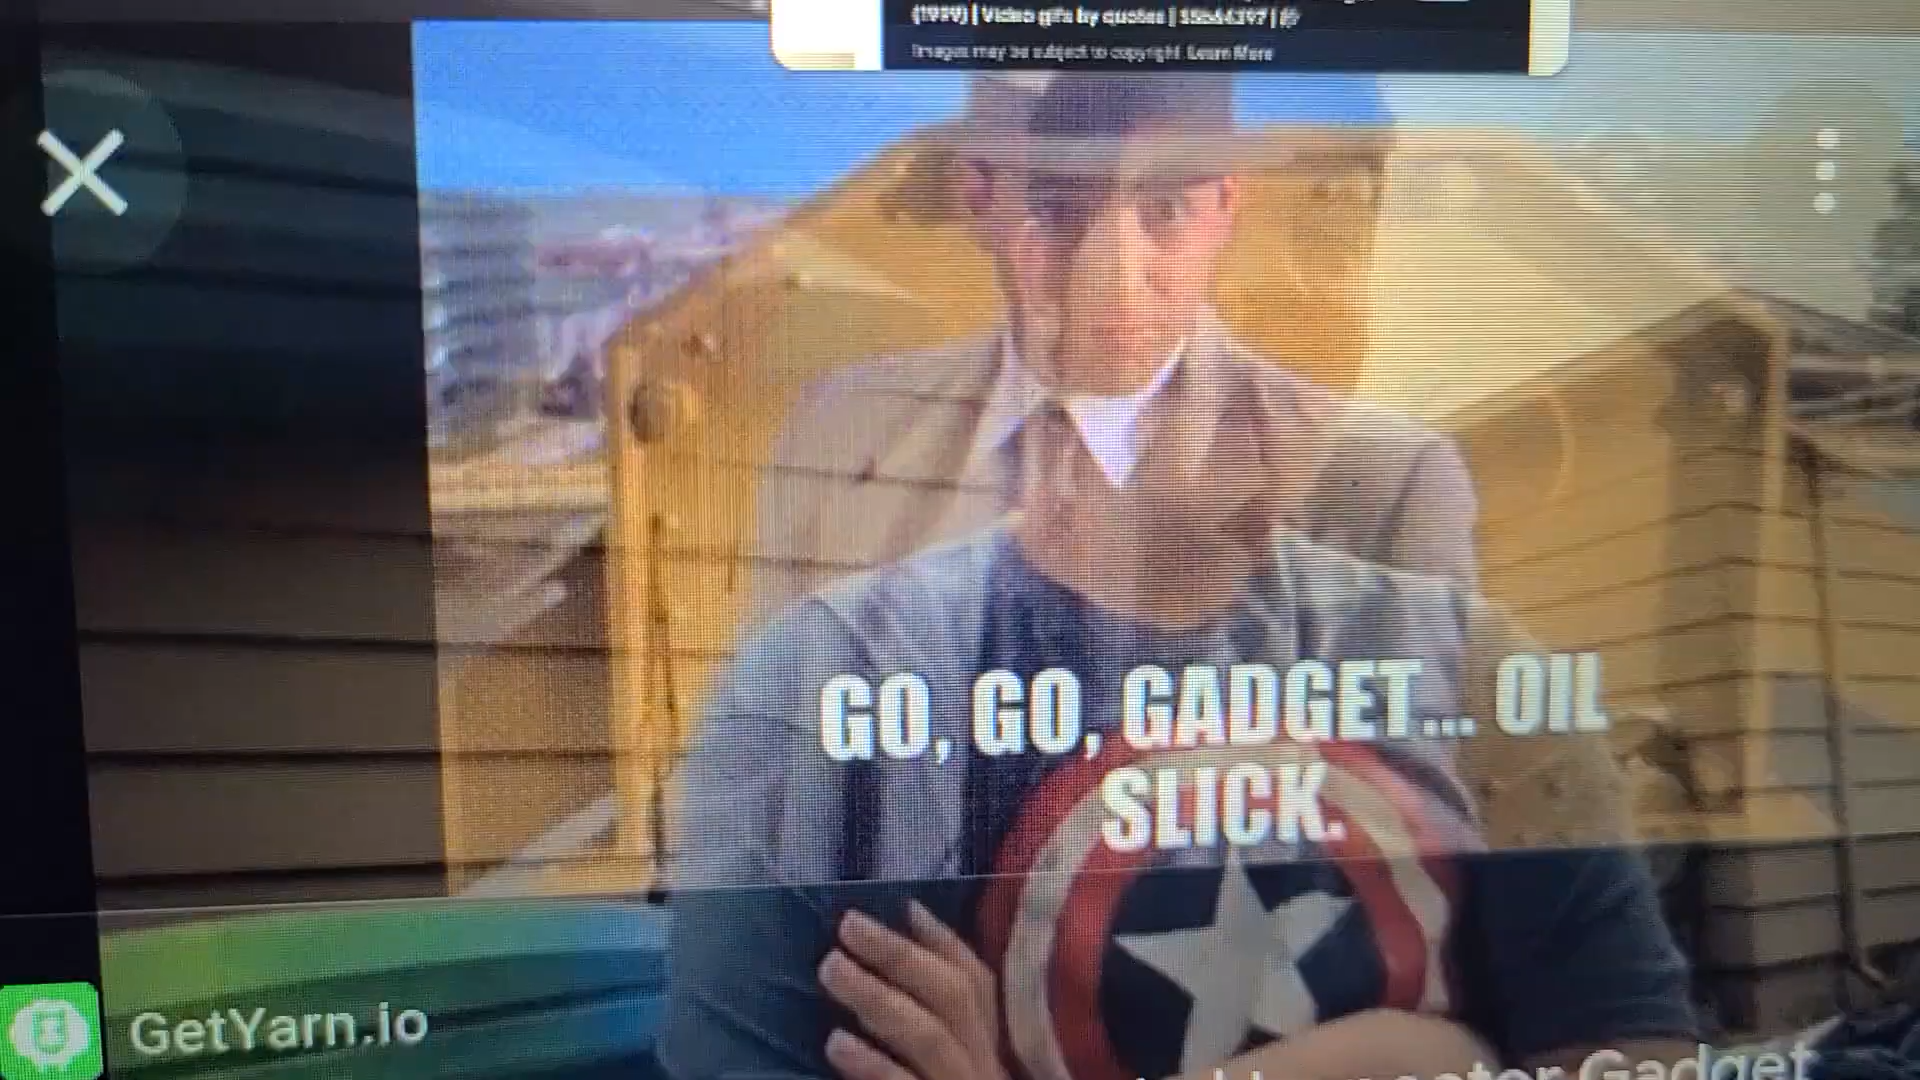 (1999) | Video gifs by quotes |
Images may be subject to copyright. Learn More
GO, GO, GADGET... OIL
SLICK.
GetYarn.io
Gadget